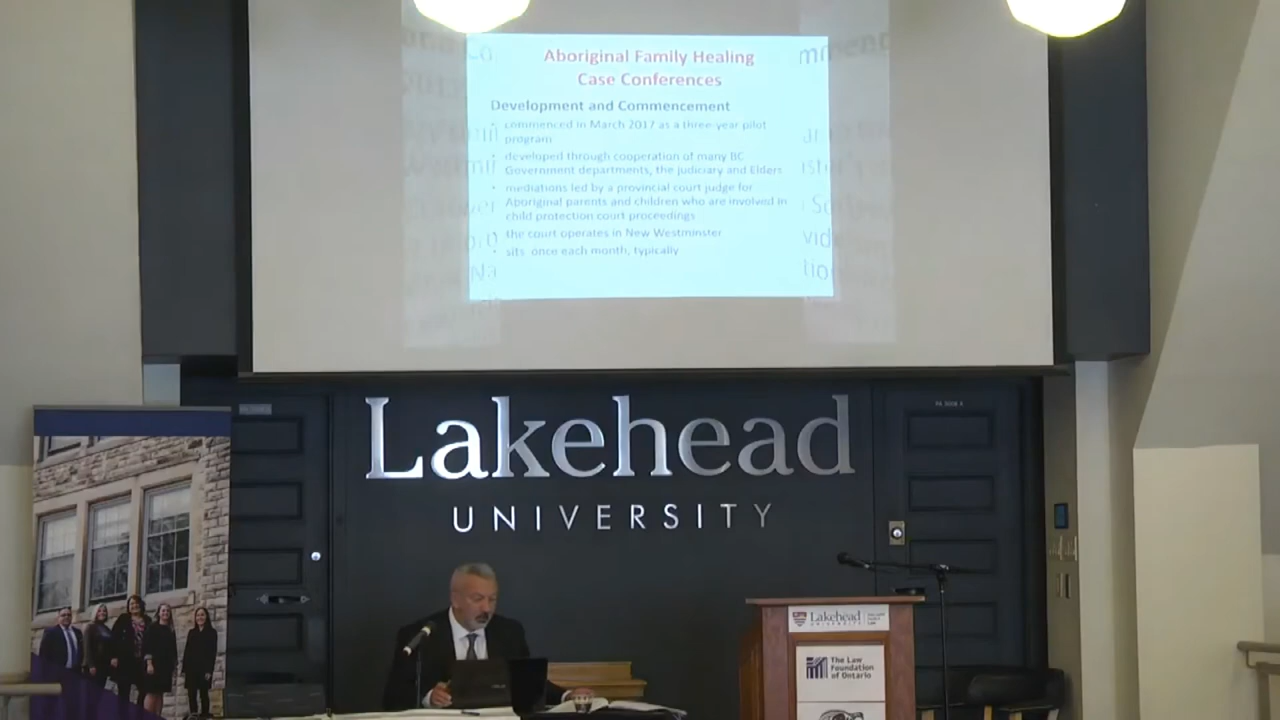 Aboriginal Family Healing
Case Conferences
Development and Commencement
• commenced in March 2017 as a three-year pilot
program
• developed through cooperation of many BC
Government departments, the judiciary and Elders
• mediations led by a provincial court judge for
Aboriginal parents and children who are involved in
child protection court proceedings
• the court operates in New Westminster
• sits once each month, typically
Lakehead
UNIVERSITY
Lakehead
UNIVERSITY
The Law
Foundation
of Ontario